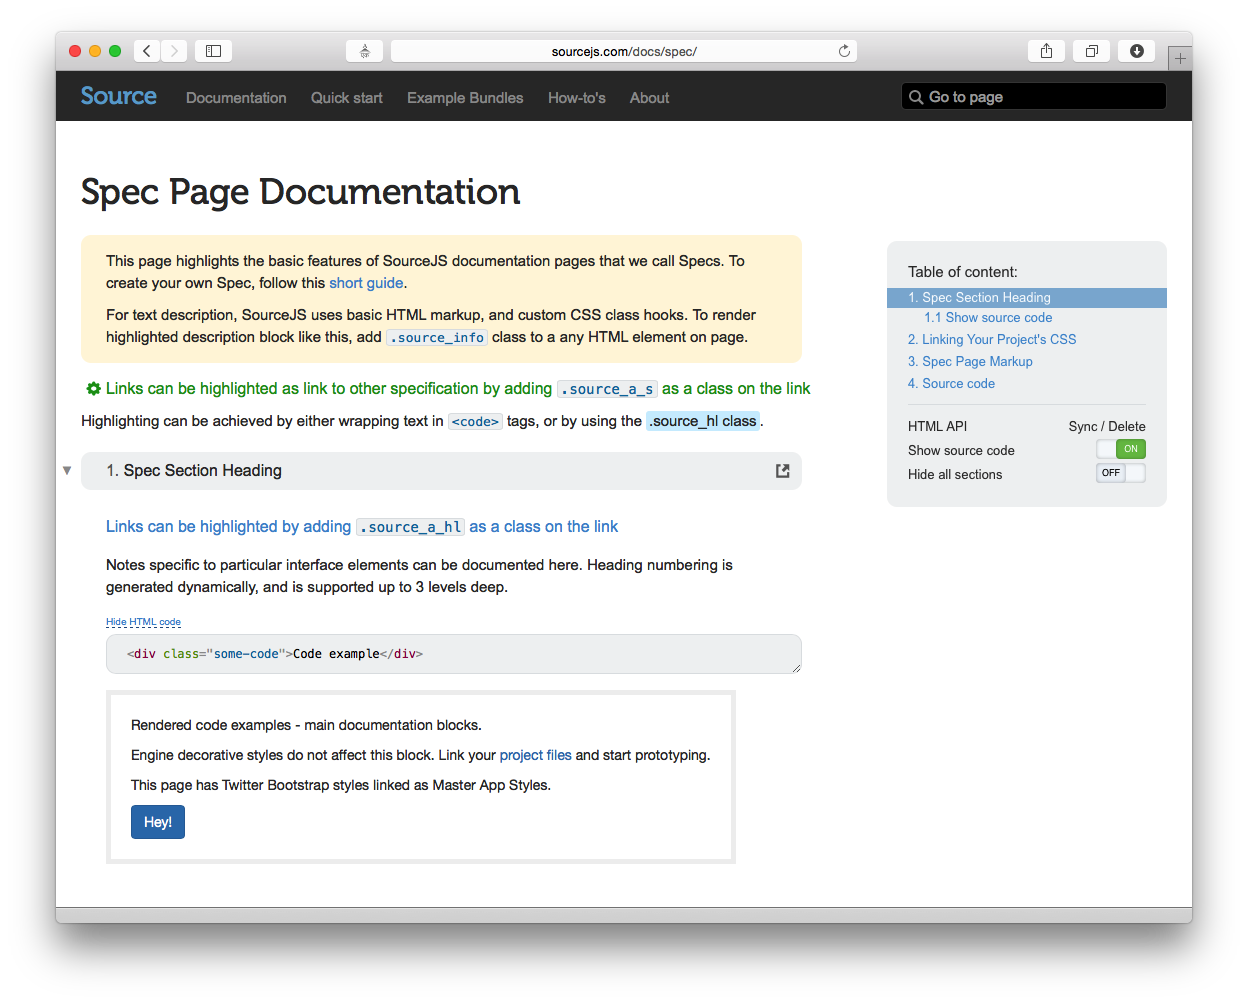 sourcejs.com/docs/spec/
Source Documentation Quick start Example Bundles How-to's About Go to page
Spec Page Documentation
This page highlights the basic features of SourceJS documentation pages that we call Specs. To
create your own Spec, follow this short guide.
For text description, SourceJS uses basic HTML markup, and custom CSS class hooks. To render
highlighted description block like this, add .source_info class to a any HTML element on page.
Links can be highlighted as link to other specification by adding .source_a_s as a class on the link
Highlighting can be achieved by either wrapping text in <code> tags, or by using the .source_hl class.
1. Spec Section Heading
Links can be highlighted by adding .source_a_hl as a class on the link
Notes specific to particular interface elements can be documented here. Heading numbering is
generated dynamically, and is supported up to 3 levels deep.
Hide HTML code
<div class="some-code">Code example</div>
Rendered code examples - main documentation blocks.
Engine decorative styles do not affect this block. Link your project files and start prototyping.
This page has Twitter Bootstrap styles linked as Master App Styles.
Hey!
Table of content:
1. Spec Section Heading
1.1 Show source code
2. Linking Your Project's CSS
3. Spec Page Markup
4. Source code
HTML API Sync / Delete
Show source code ON
Hide all sections OFF